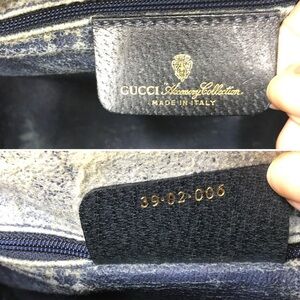 GUCCI Accessory Collection
MADE IN ITALY
39·02·006